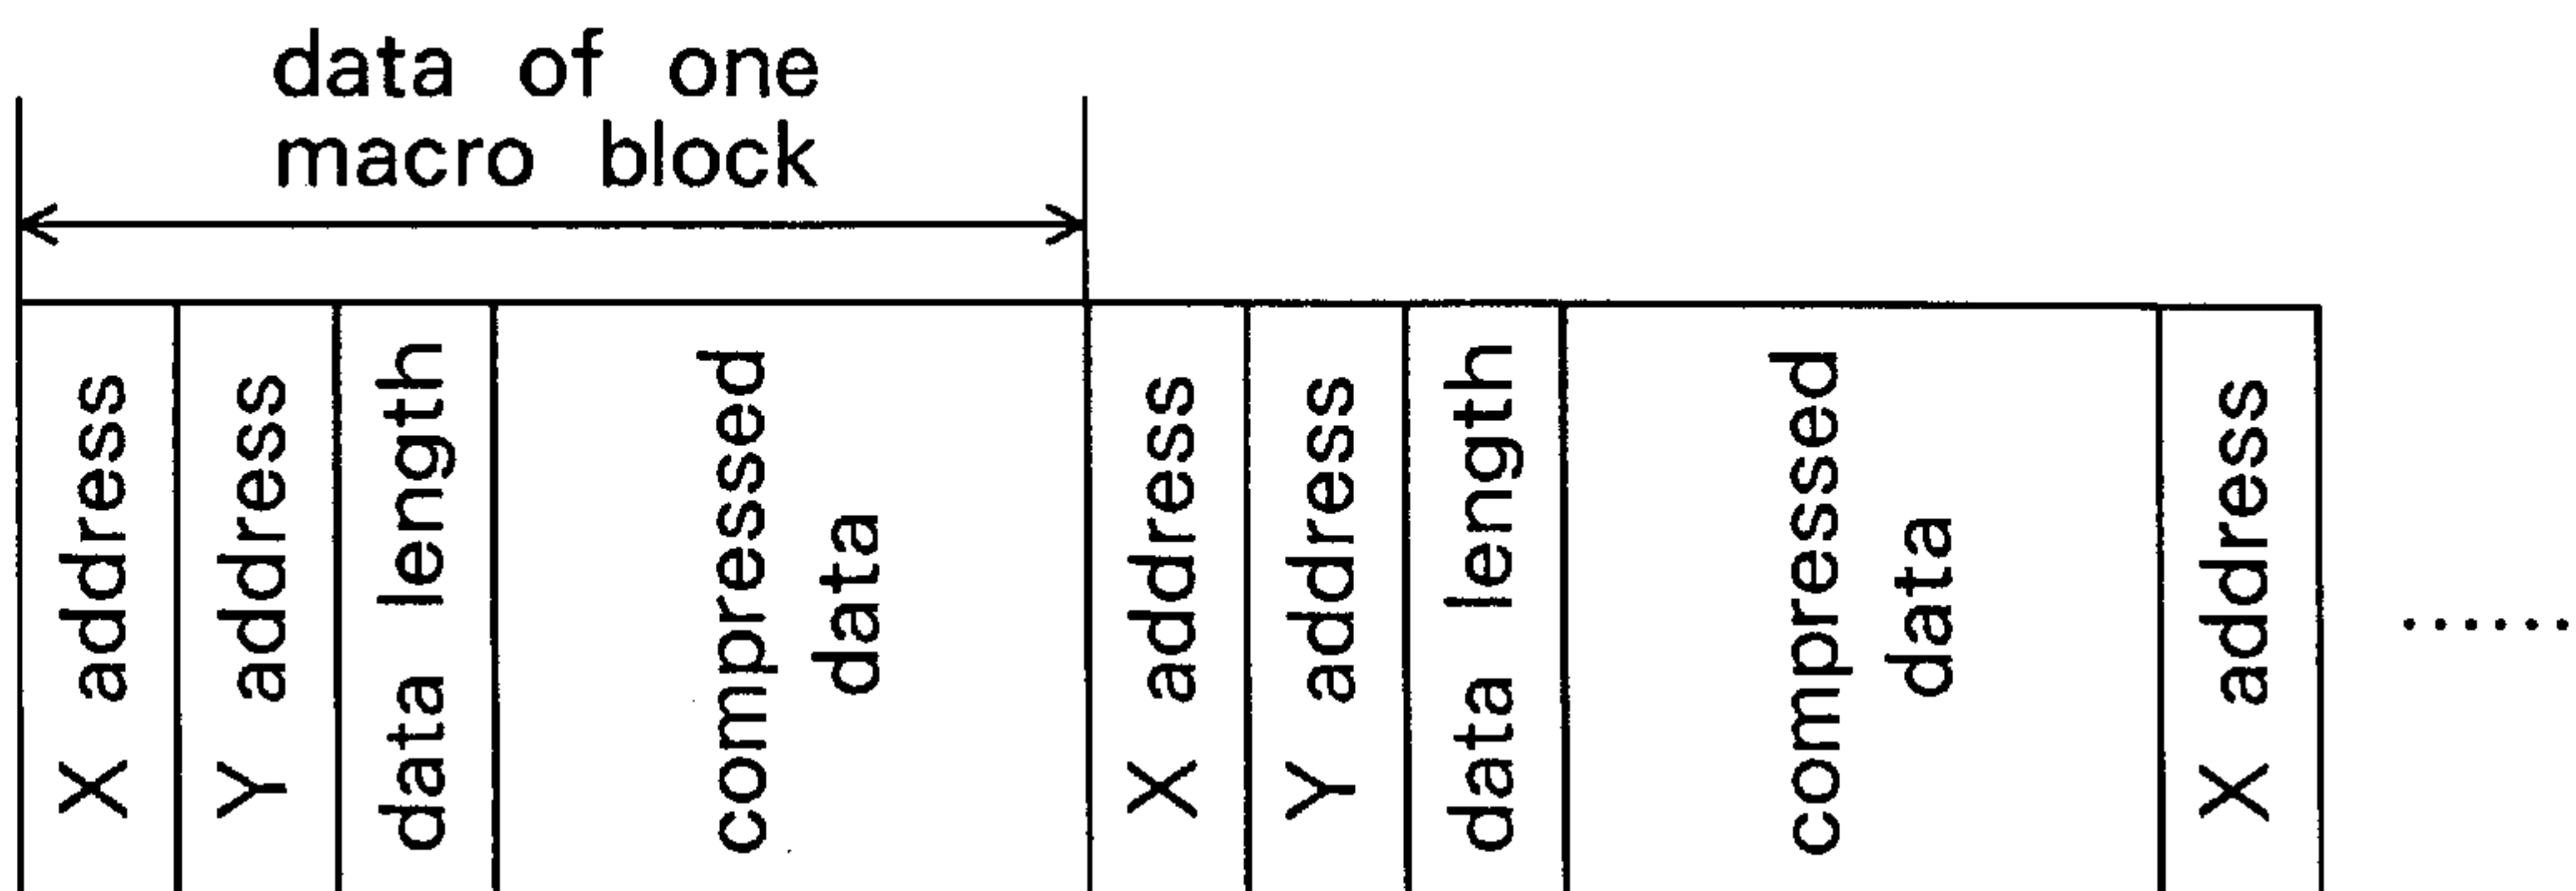 data of one
macro block
X address
Y address
data length
compressed
data
X address
Y address
data length
compressed
data
X address
......